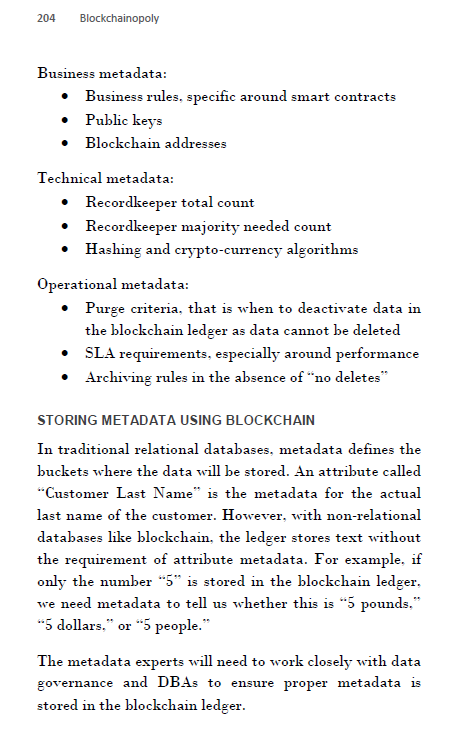 204 Blockchainopoly
Business metadata:
• Business rules, specific around smart contracts
• Public keys
• Blockchain addresses
Technical metadata:
• Recordkeeper total count
• Recordkeeper majority needed count
• Hashing and crypto-currency algorithms
Operational metadata:
• Purge criteria, that is when to deactivate data in
the blockchain ledger as data cannot be deleted
• SLA requirements, especially around performance
• Archiving rules in the absence of “no deletes”
STORING METADATA USING BLOCKCHAIN
In traditional relational databases, metadata defines the
buckets where the data will be stored. An attribute called
“Customer Last Name” is the metadata for the actual
last name of the customer. However, with non-relational
databases like blockchain, the ledger stores text without
the requirement of attribute metadata. For example, if
only the number “5” is stored in the blockchain ledger,
we need metadata to tell us whether this is “5 pounds,”
“5 dollars,” or “5 people.”
The metadata experts will need to work closely with data
governance and DBAs to ensure proper metadata is
stored in the blockchain ledger.